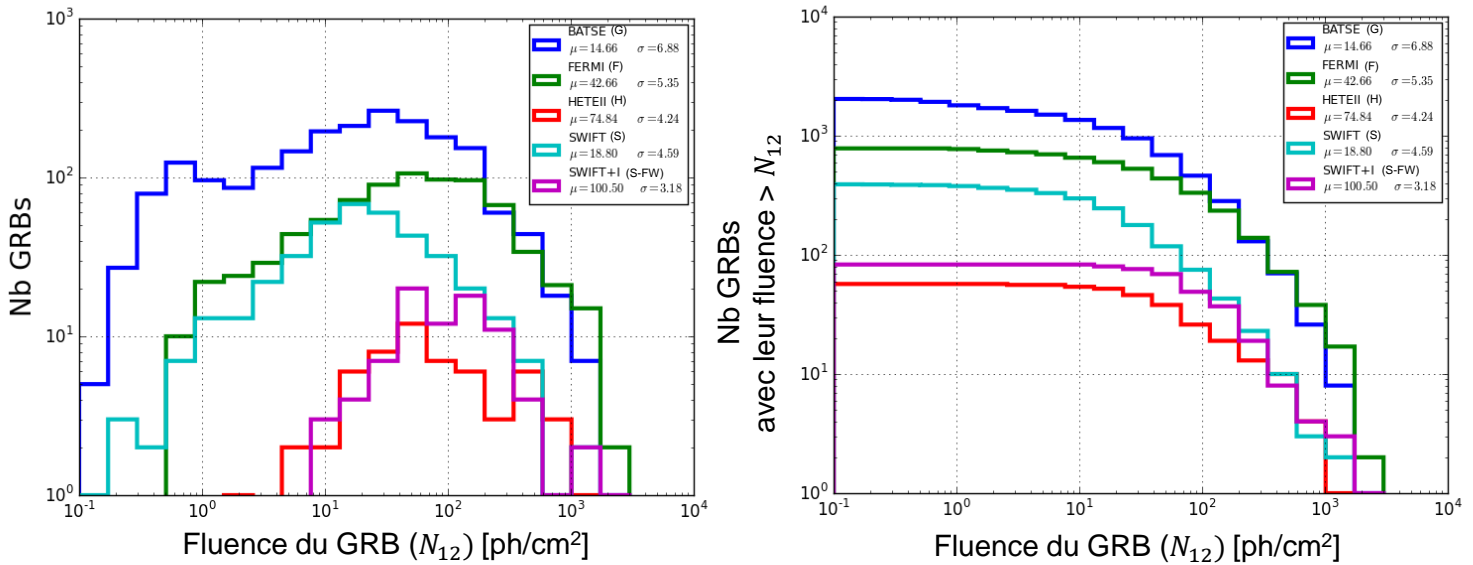 10³
10²
10¹
10⁰
Nb GRBs
10⁻¹
10⁰
10¹
10²
10³
10⁴
Fluence du GRB (N₁₂) [ph/cm²]
BATSE (G)
μ=14.66 σ=6.88
FERMI (F)
μ=42.66 σ=5.35
HETEII (H)
μ=74.84 σ=4.24
SWIFT (S)
μ=18.80 σ=4.59
SWIFT+I (S-FW)
μ=100.50 σ=3.18
10⁴
10³
10²
10¹
10⁰
Nb GRBs
avec leur fluence > N₁₂
10⁻¹
10⁰
10¹
10²
10³
10⁴
Fluence du GRB (N₁₂) [ph/cm²]
BATSE (G)
μ=14.66 σ=6.88
FERMI (F)
μ=42.66 σ=5.35
HETEII (H)
μ=74.84 σ=4.24
SWIFT (S)
μ=18.80 σ=4.59
SWIFT+I (S-FW)
μ=100.50 σ=3.18